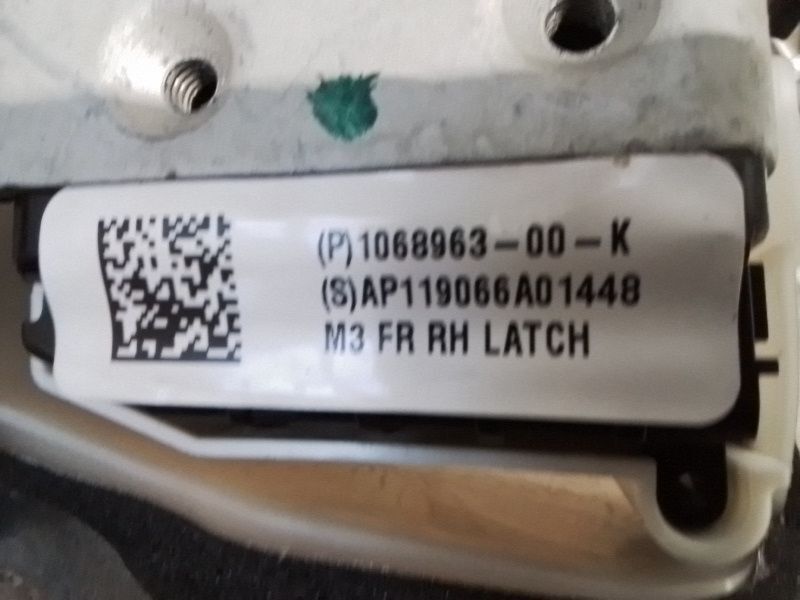 (P)1068963-00-K
(S)AP119066A01448
M3 FR RH LATCH